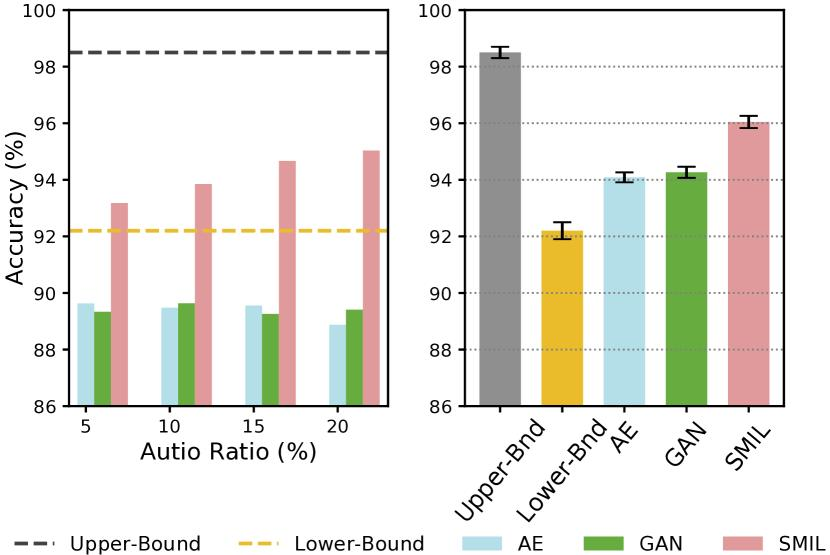 Accuracy (%)
100
98
96
94
92
90
88
86
5 10 15 20
Autio Ratio (%)
100
98
96
94
92
90
88
86
Upper-Bnd
Lower-Bnd
AE
GAN
SMIL
Upper-Bound Lower-Bound AE GAN SMIL